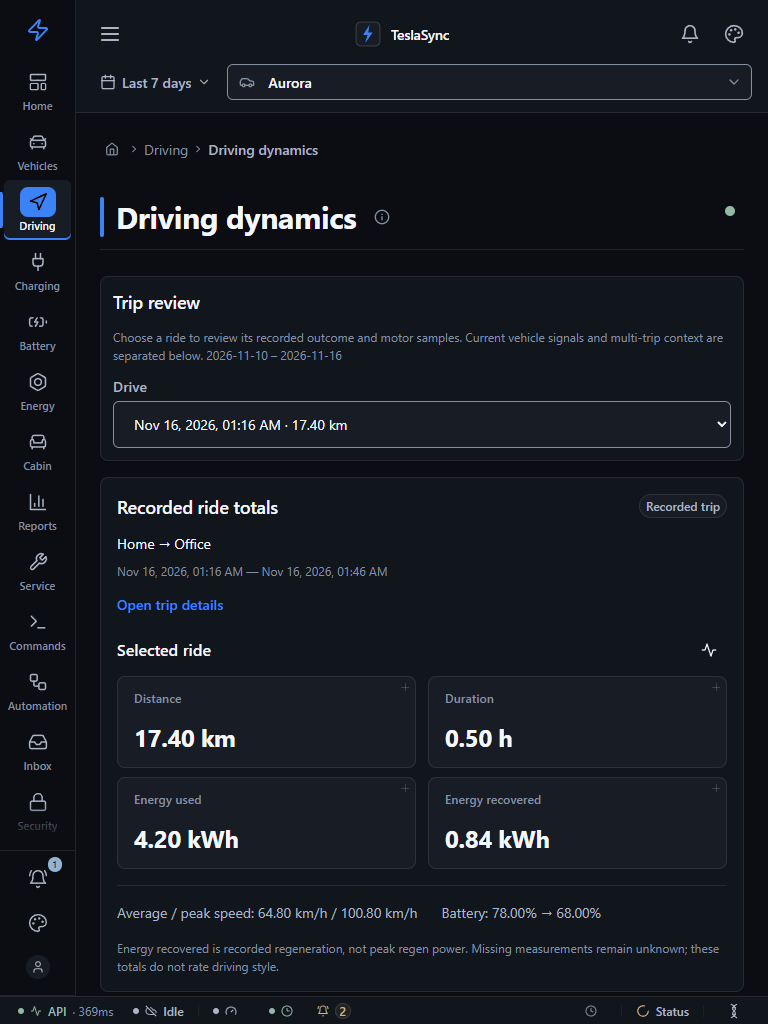 TeslaSync
Last 7 days
Aurora
Home
Vehicles
Driving
Charging
Battery
Energy
Cabin
Reports
Service
Commands
Automation
Inbox
Security
1
Driving
Driving dynamics
Driving dynamics
Trip review
Choose a ride to review its recorded outcome and motor samples. Current vehicle signals and multi-trip context are
separated below. 2026-11-10 – 2026-11-16
Drive
Nov 16, 2026, 01:16 AM · 17.40 km
Recorded ride totals
Recorded trip
Home → Office
Nov 16, 2026, 01:16 AM — Nov 16, 2026, 01:46 AM
Open trip details
Selected ride
Distance
17.40 km
Duration
0.50 h
Energy used
4.20 kWh
Energy recovered
0.84 kWh
Average / peak speed: 64.80 km/h / 100.80 km/h
Battery: 78.00% → 68.00%
Energy recovered is recorded regeneration, not peak regen power. Missing measurements remain unknown; these
totals do not rate driving style.
API · 369ms
Idle
2
Status